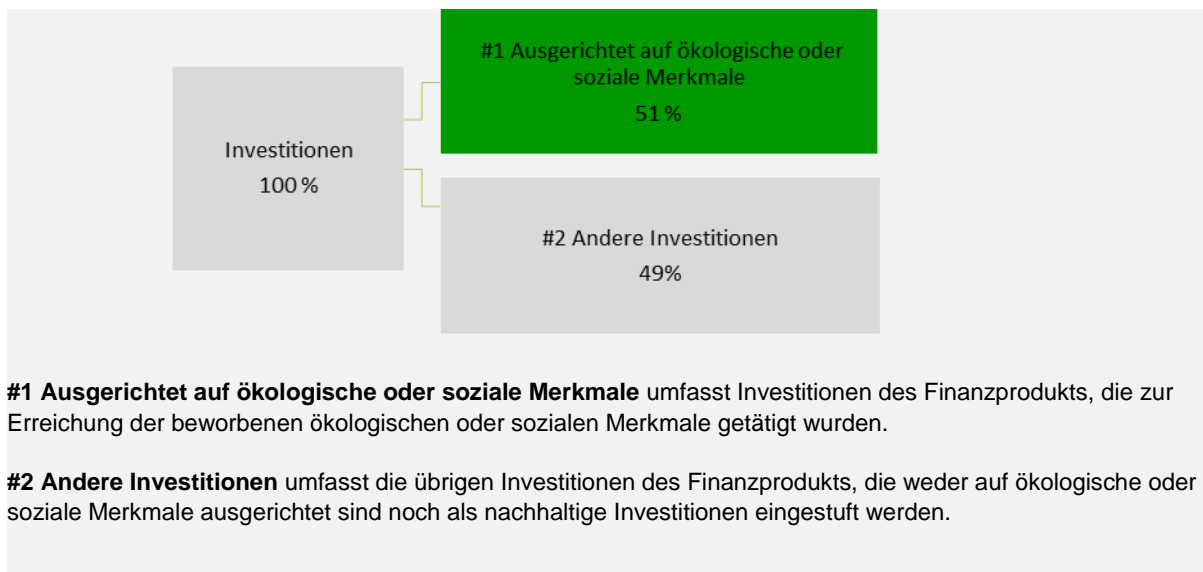 #1 Ausgerichtet auf ökologische oder
soziale Merkmale
51 %
Investitionen
100 %
#2 Andere Investitionen
49%
#1 Ausgerichtet auf ökologische oder soziale Merkmale umfasst Investitionen des Finanzprodukts, die zur
Erreichung der beworbenen ökologischen oder sozialen Merkmale getätigt wurden.
#2 Andere Investitionen umfasst die übrigen Investitionen des Finanzprodukts, die weder auf ökologische oder
soziale Merkmale ausgerichtet sind noch als nachhaltige Investitionen eingestuft werden.